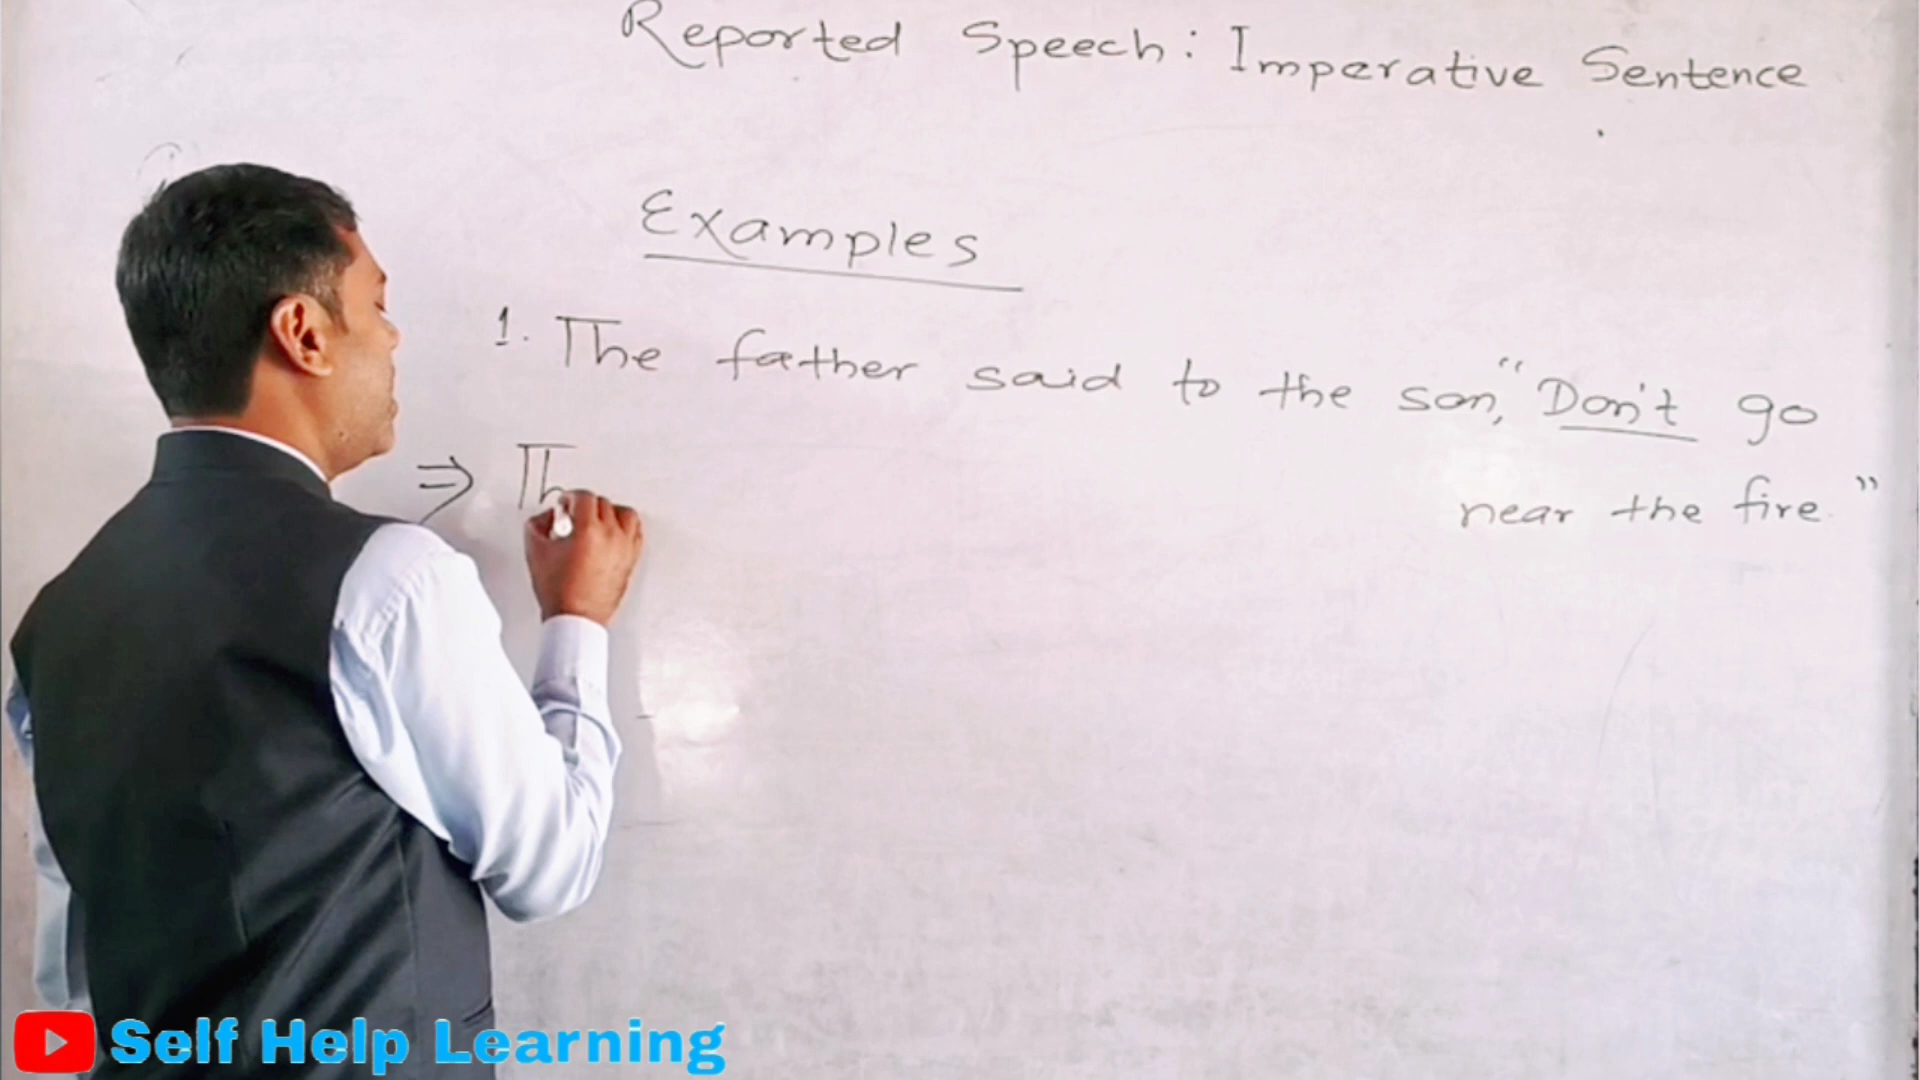 Reported Speech: Imperative Sentence
Examples
1. The father said to the son, "Don't go
near the fire."
⇒ Th
Self Help Learning